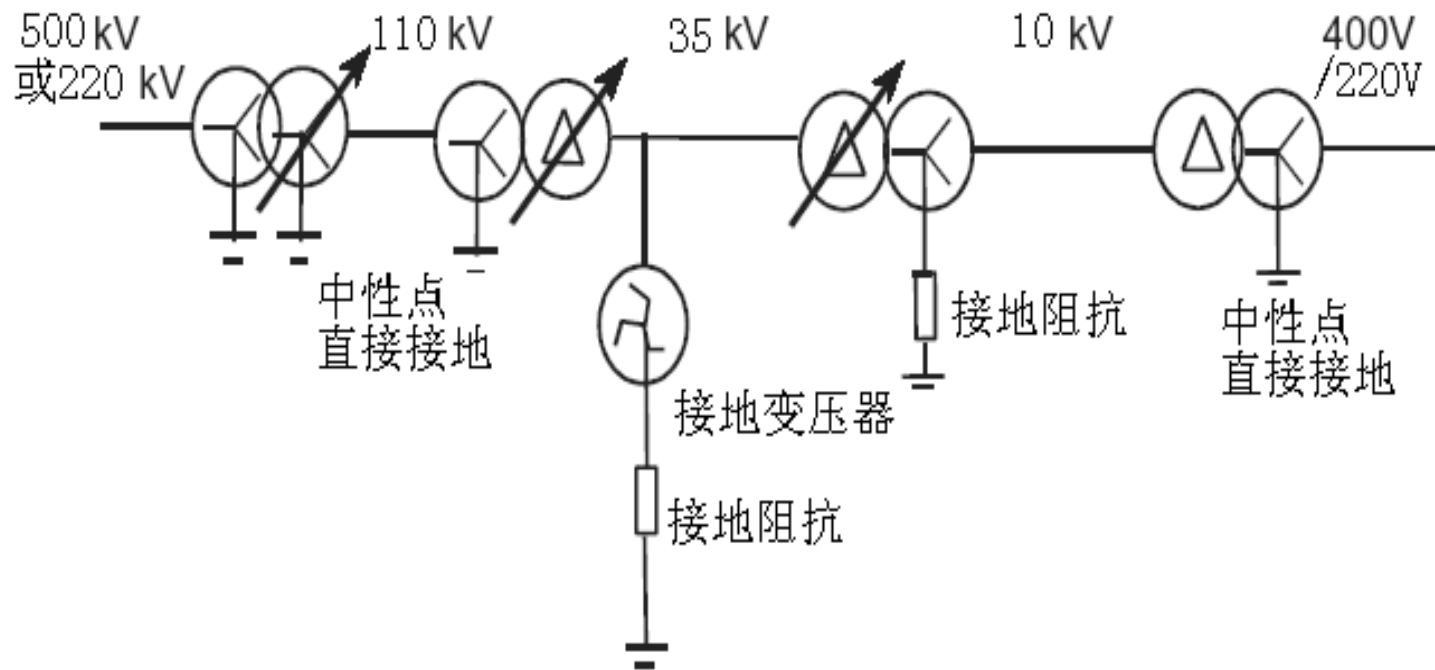 500 kV
或220 kV
110 kV
35 kV
10 kV
400V
/220V
中性点
直接接地
接地变压器
接地阻抗
接地阻抗
中性点
直接接地